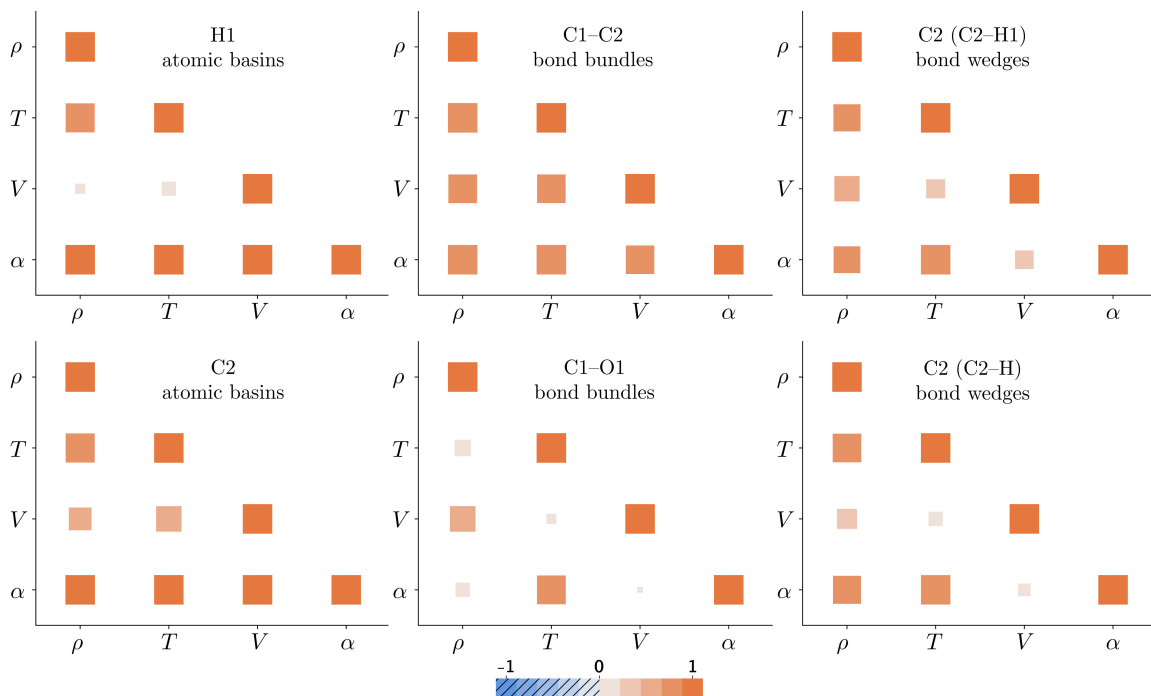 H1
atomic basins
ρ
T
V
α
ρ T V α
C1–C2
bond bundles
ρ T V α
C2 (C2–H1)
bond wedges
ρ T V α
C2
atomic basins
ρ
T
V
α
ρ T V α
C1–O1
bond bundles
ρ
T
V
α
ρ T V α
C2 (C2–H)
bond wedges
ρ
T
V
α
ρ T V α
-1 0 1